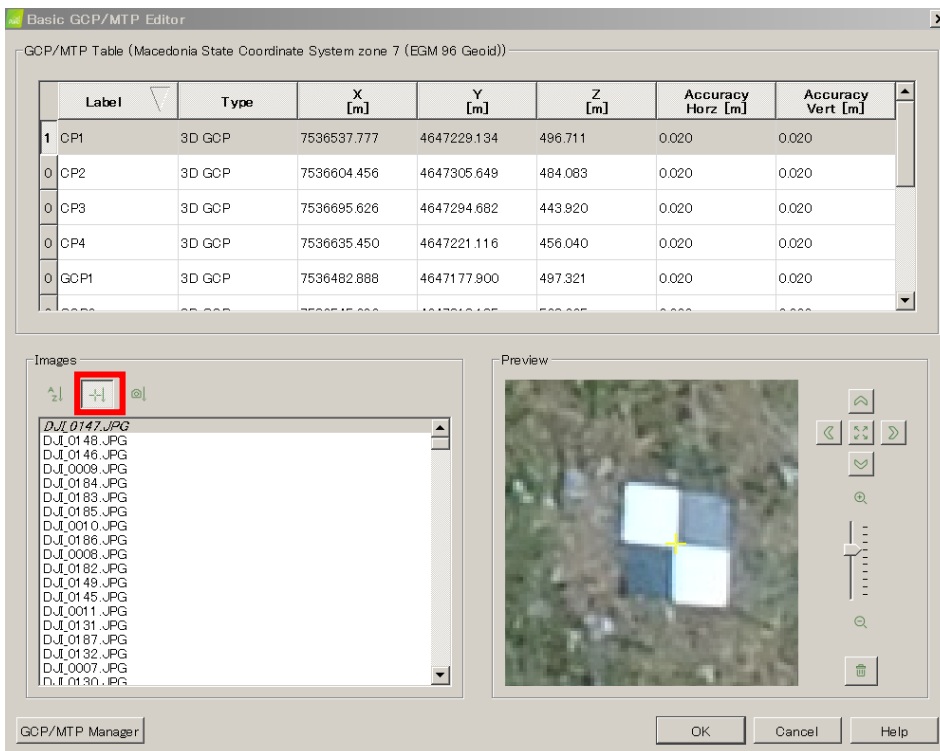 Basic GCP/MTP Editor
GCP/MTP Table (Macedonia State Coordinate System zone 7 (EGM 96 Geoid))
Label Type X [m] Y [m] Z [m] Accuracy Horz [m] Accuracy Vert [m]
1 CP1 3D GCP 7536537.777 4647229.134 496.711 0.020 0.020
0 CP2 3D GCP 7536604.456 4647305.649 484.083 0.020 0.020
0 CP3 3D GCP 7536695.626 4647294.682 443.920 0.020 0.020
0 CP4 3D GCP 7536635.450 4647221.116 456.040 0.020 0.020
0 GCP1 3D GCP 7536482.888 4647177.900 497.321 0.020 0.020
Images
DJI_0147.JPG
DJI_0148.JPG
DJI_0146.JPG
DJI_0009.JPG
DJI_0184.JPG
DJI_0183.JPG
DJI_0185.JPG
DJI_0010.JPG
DJI_0186.JPG
DJI_0008.JPG
DJI_0182.JPG
DJI_0149.JPG
DJI_0145.JPG
DJI_0011.JPG
DJI_0131.JPG
DJI_0187.JPG
DJI_0132.JPG
DJI_0007.JPG
DJI_0130.JPG
Preview
GCP/MTP Manager
OK
Cancel
Help